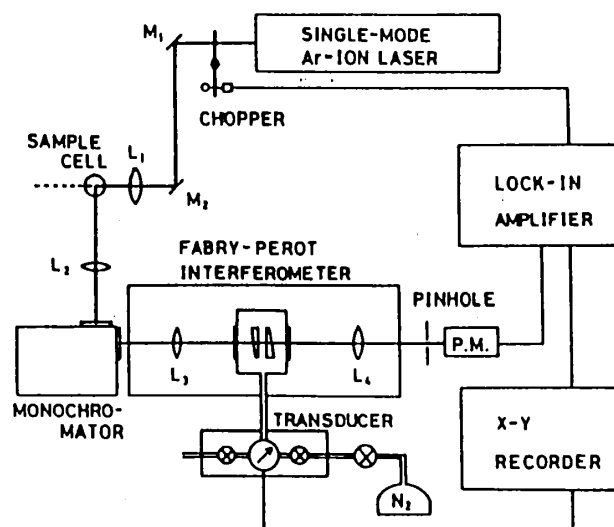 M₁
SINGLE-MODE
Ar-ION LASER
CHOPPER
SAMPLE
CELL
L₁
M₂
LOCK-IN
AMPLIFIER
L₂
FABRY-PEROT
INTERFEROMETER
PINHOLE
L₃
L₄
P.M.
MONOCHRO-
MATOR
TRANSDUCER
X-Y
RECORDER
N₂